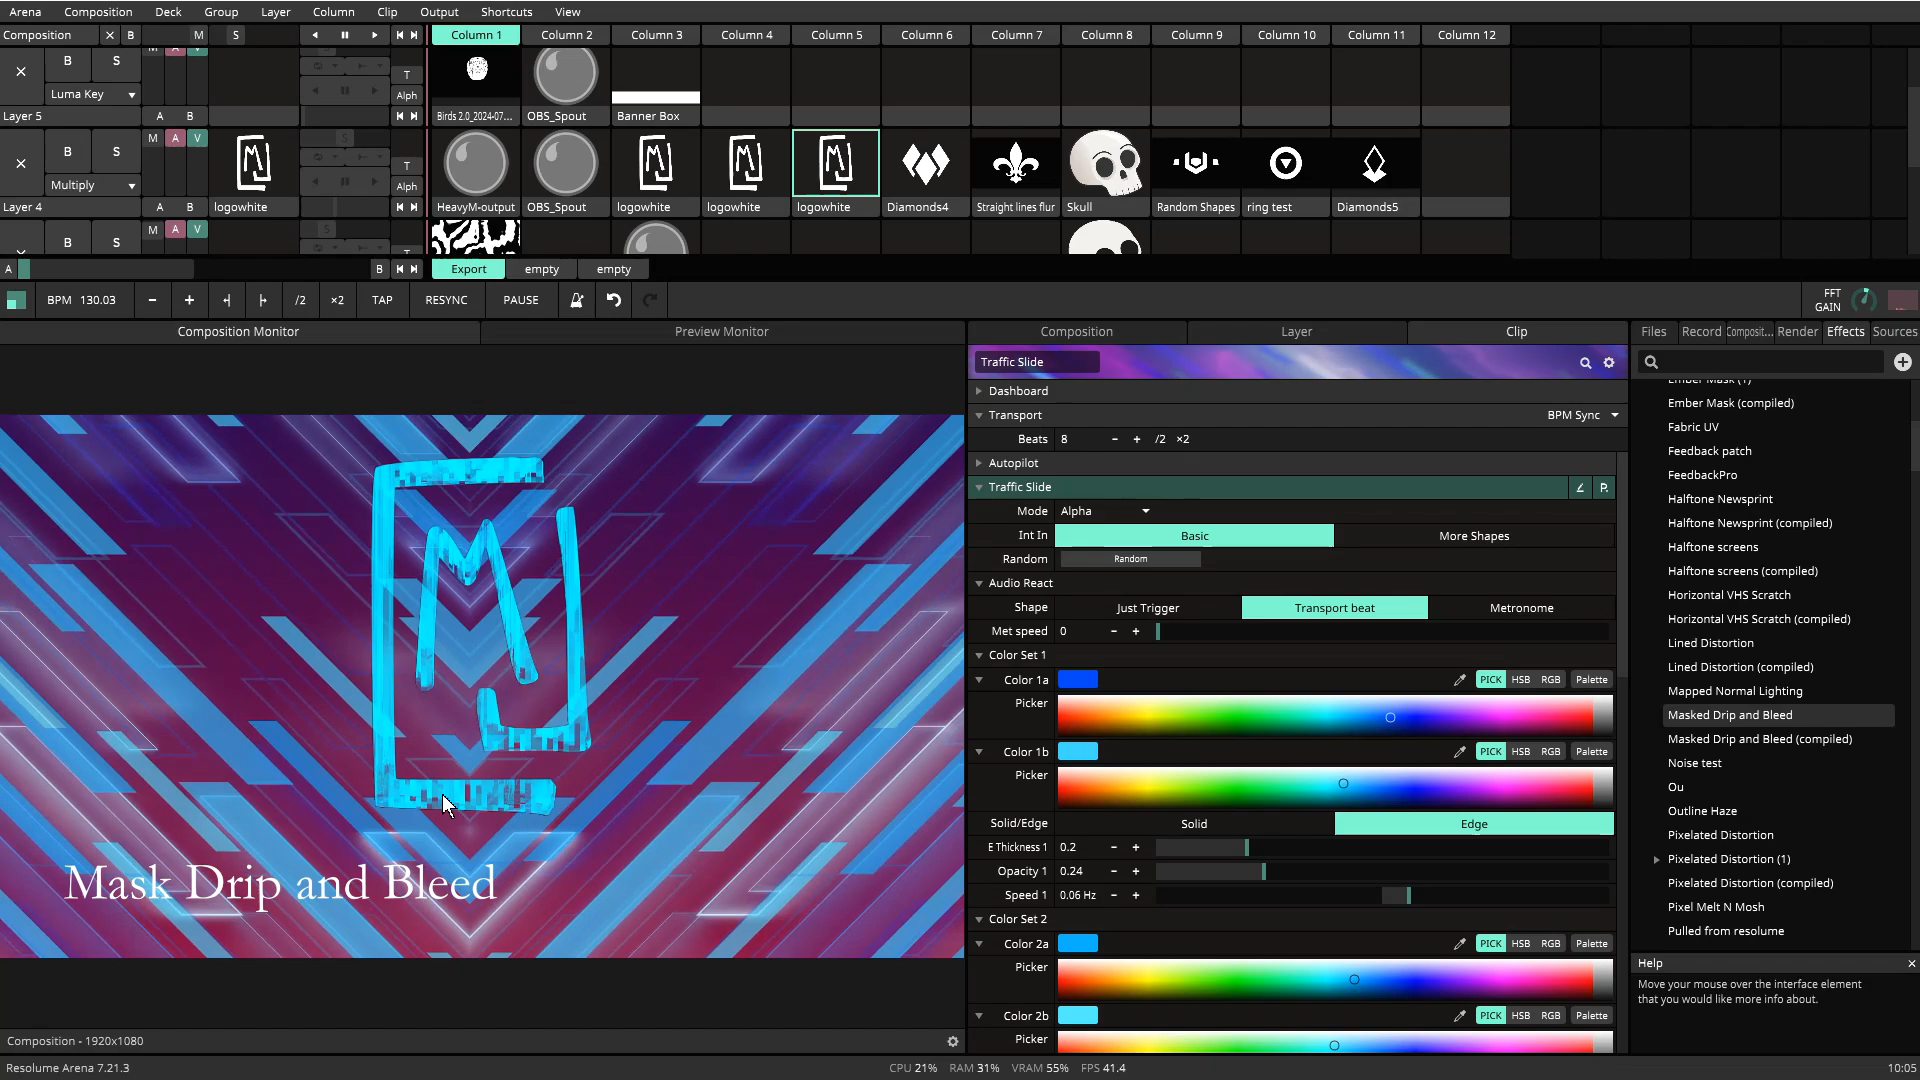 Arena Composition Deck Group Layer Column Clip Output Shortcuts View
Composition B M S Column 1 Column 2 Column 3 Column 4 Column 5 Column 6 Column 7 Column 8 Column 9 Column 10 Column 11 Column 12
M A V
B S T
Luma Key Alph
Layer 5 A B Birds 2.0_2024-07... OBS_Spout Banner Box
M A V S
B S T
Multiply Alph
Layer 4 A B logowhite HeavyM-output OBS_Spout logowhite logowhite logowhite Diamonds4 Straight lines flur Skull Random Shapes ring test Diamonds5
M A V S
B S
A B Export empty empty
BPM 130.03 - + /2 ×2 TAP RESYNC PAUSE FFT GAIN
Composition Monitor Preview Monitor
Mask Drip and Bleed
Composition - 1920x1080
Composition Layer Clip
Traffic Slide
Dashboard
Transport BPM Sync
Beats 8 - + /2 ×2
Autopilot
Traffic Slide P.
Mode Alpha
Int In Basic More Shapes
Random Random
Audio React
Shape Just Trigger Transport beat Metronome
Met speed 0 - +
Color Set 1
Color 1a PICK HSB RGB Palette
Picker
Color 1b PICK HSB RGB Palette
Picker
Solid/Edge Solid Edge
E Thickness 1 0.2 - +
Opacity 1 0.24 - +
Speed 1 0.06 Hz - +
Color Set 2
Color 2a PICK HSB RGB Palette
Picker
Color 2b PICK HSB RGB Palette
Picker
Files Record Composit... Render Effects Sources
Ember Mask (1)
Ember Mask (compiled)
Fabric UV
Feedback patch
FeedbackPro
Halftone Newsprint
Halftone Newsprint (compiled)
Halftone screens
Halftone screens (compiled)
Horizontal VHS Scratch
Horizontal VHS Scratch (compiled)
Lined Distortion
Lined Distortion (compiled)
Mapped Normal Lighting
Masked Drip and Bleed
Masked Drip and Bleed (compiled)
Noise test
Ou
Outline Haze
Pixelated Distortion
Pixelated Distortion (1)
Pixelated Distortion (compiled)
Pixel Melt N Mosh
Pulled from resolume
Help
Move your mouse over the interface element
that you would like more info about.
Resolume Arena 7.21.3 CPU 21% RAM 31% VRAM 55% FPS 41.4 10:05